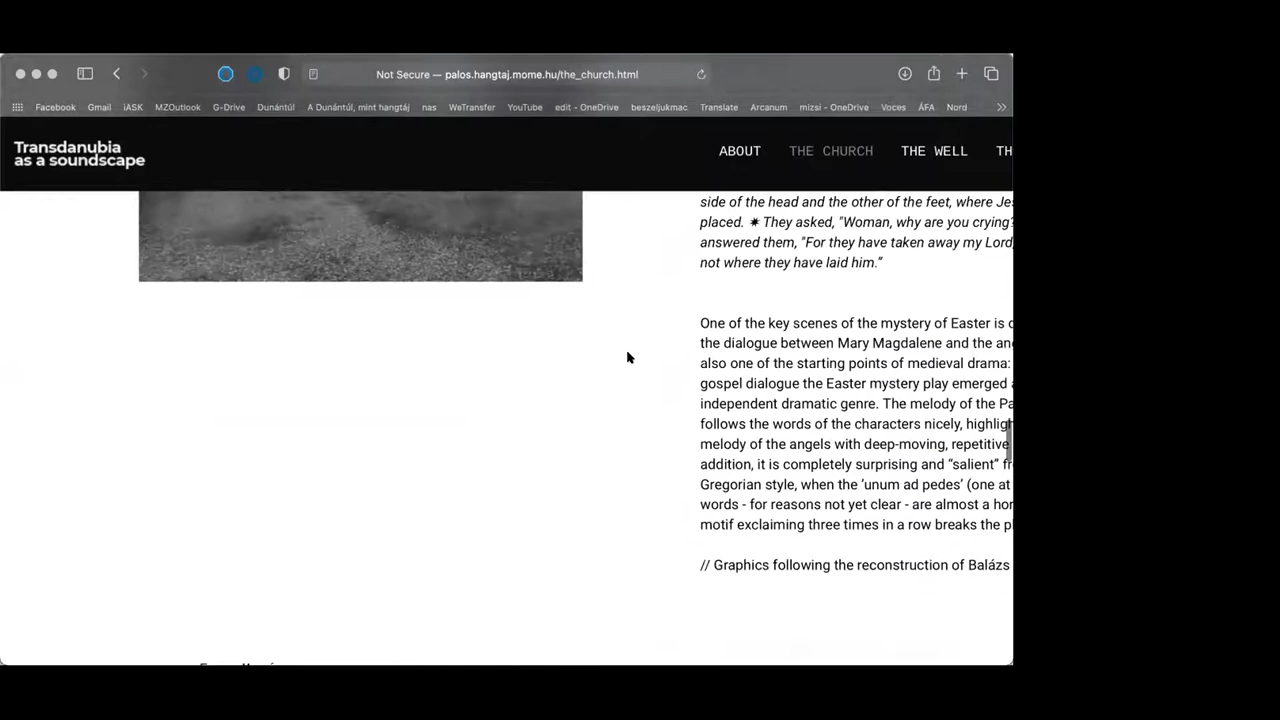 Not Secure — palos.hangtaj.mome.hu/the_church.html
Facebook Gmail iASK MZOutlook G-Drive Dunántúl A Dunántúl, mint hangtáj nas WeTransfer YouTube edit - OneDrive beszeljukmac Translate Arcanum mizsi - OneDrive Voces ÁFA Nord
Transdanubia
as a soundscape
ABOUT THE CHURCH THE WELL TH
side of the head and the other of the feet, where Jes
placed. ✷ They asked, "Woman, why are you crying?
answered them, "For they have taken away my Lord,
not where they have laid him.”
One of the key scenes of the mystery of Easter is
the dialogue between Mary Magdalene and the an
also one of the starting points of medieval drama:
gospel dialogue the Easter mystery play emerged
independent dramatic genre. The melody of the Pa
follows the words of the characters nicely, highlig
melody of the angels with deep-moving, repetitive
addition, it is completely surprising and “salient” fr
Gregorian style, when the ’unum ad pedes’ (one at
words - for reasons not yet clear - are almost a hor
motif exclaiming three times in a row breaks the p
// Graphics following the reconstruction of Balázs